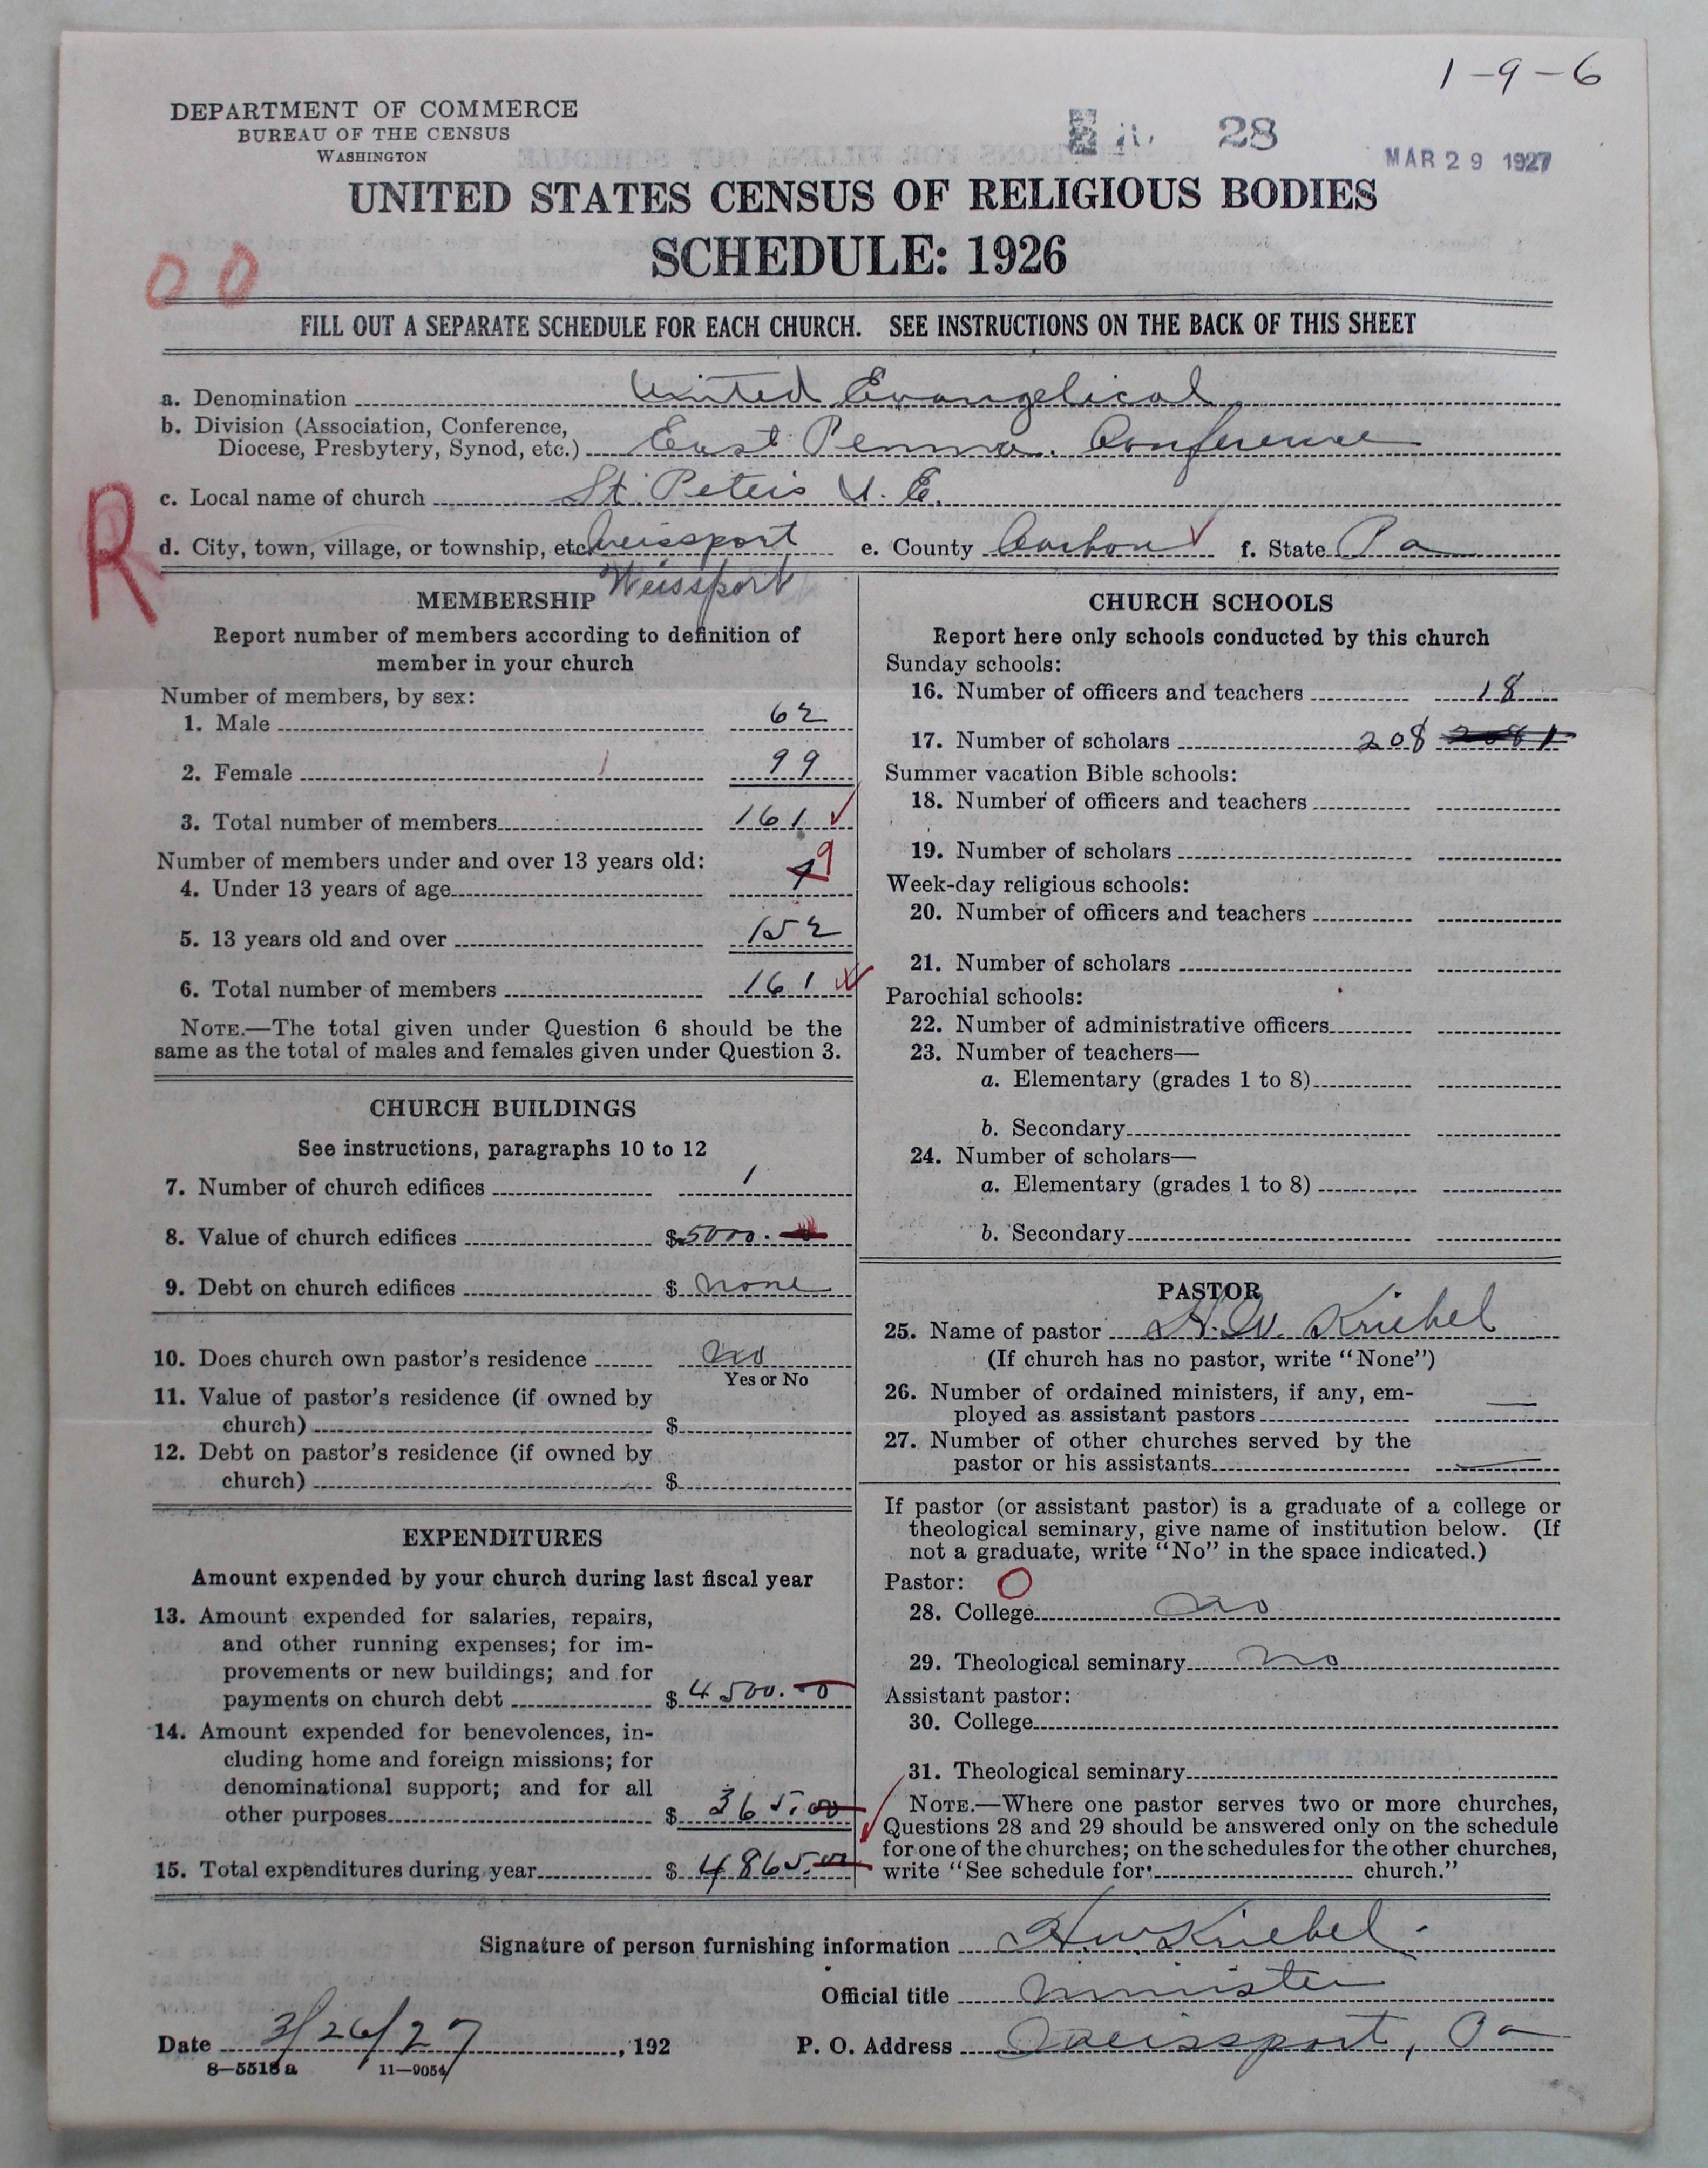 1-9-6
DEPARTMENT OF COMMERCE
BUREAU OF THE CENSUS
WASHINGTON
28
MAR 29 1927
UNITED STATES CENSUS OF RELIGIOUS BODIES
SCHEDULE: 1926
00
FILL OUT A SEPARATE SCHEDULE FOR EACH CHURCH. SEE INSTRUCTIONS ON THE BACK OF THIS SHEET
a. Denomination United Evangelical
b. Division (Association, Conference,
Diocese, Presbytery, Synod, etc.) East Penna. Conference
c. Local name of church St. Peter's U. E.
R
d. City, town, village, or township, etc. Weissport e. County Carbon f. State Pa
Weissport
MEMBERSHIP
Report number of members according to definition of
member in your church
Number of members, by sex:
1. Male 62
2. Female 99
3. Total number of members 161
Number of members under and over 13 years old:
4. Under 13 years of age 9
5. 13 years old and over 152
6. Total number of members 161
NOTE.—The total given under Question 6 should be the
same as the total of males and females given under Question 3.
CHURCH BUILDINGS
See instructions, paragraphs 10 to 12
7. Number of church edifices 1
8. Value of church edifices $5000.
9. Debt on church edifices $ none
10. Does church own pastor's residence no
Yes or No
11. Value of pastor's residence (if owned by
church) $
12. Debt on pastor's residence (if owned by
church) $
EXPENDITURES
Amount expended by your church during last fiscal year
13. Amount expended for salaries, repairs,
and other running expenses; for im-
provements or new buildings; and for
payments on church debt $ 4500.00
14. Amount expended for benevolences, in-
cluding home and foreign missions; for
denominational support; and for all
other purposes $ 365.00
15. Total expenditures during year $ 4865.00
CHURCH SCHOOLS
Report here only schools conducted by this church
Sunday schools:
16. Number of officers and teachers 18
17. Number of scholars 208 2081
Summer vacation Bible schools:
18. Number of officers and teachers
19. Number of scholars
Week-day religious schools:
20. Number of officers and teachers
21. Number of scholars
Parochial schools:
22. Number of administrative officers
23. Number of teachers—
a. Elementary (grades 1 to 8)
b. Secondary
24. Number of scholars—
a. Elementary (grades 1 to 8)
b. Secondary
PASTOR
25. Name of pastor H. W. Kriebel
(If church has no pastor, write "None")
26. Number of ordained ministers, if any, em-
ployed as assistant pastors —
27. Number of other churches served by the
pastor or his assistants —
If pastor (or assistant pastor) is a graduate of a college or
theological seminary, give name of institution below. (If
not a graduate, write "No" in the space indicated.)
Pastor: 0
28. College no
29. Theological seminary no
Assistant pastor:
30. College
31. Theological seminary
NOTE.—Where one pastor serves two or more churches,
Questions 28 and 29 should be answered only on the schedule
for one of the churches; on the schedules for the other churches,
write "See schedule for church."
Signature of person furnishing information H W Kriebel
Official title Minister
Date 3/26/27, 192 P. O. Address Weissport, Pa
8—5518 a 11—9054